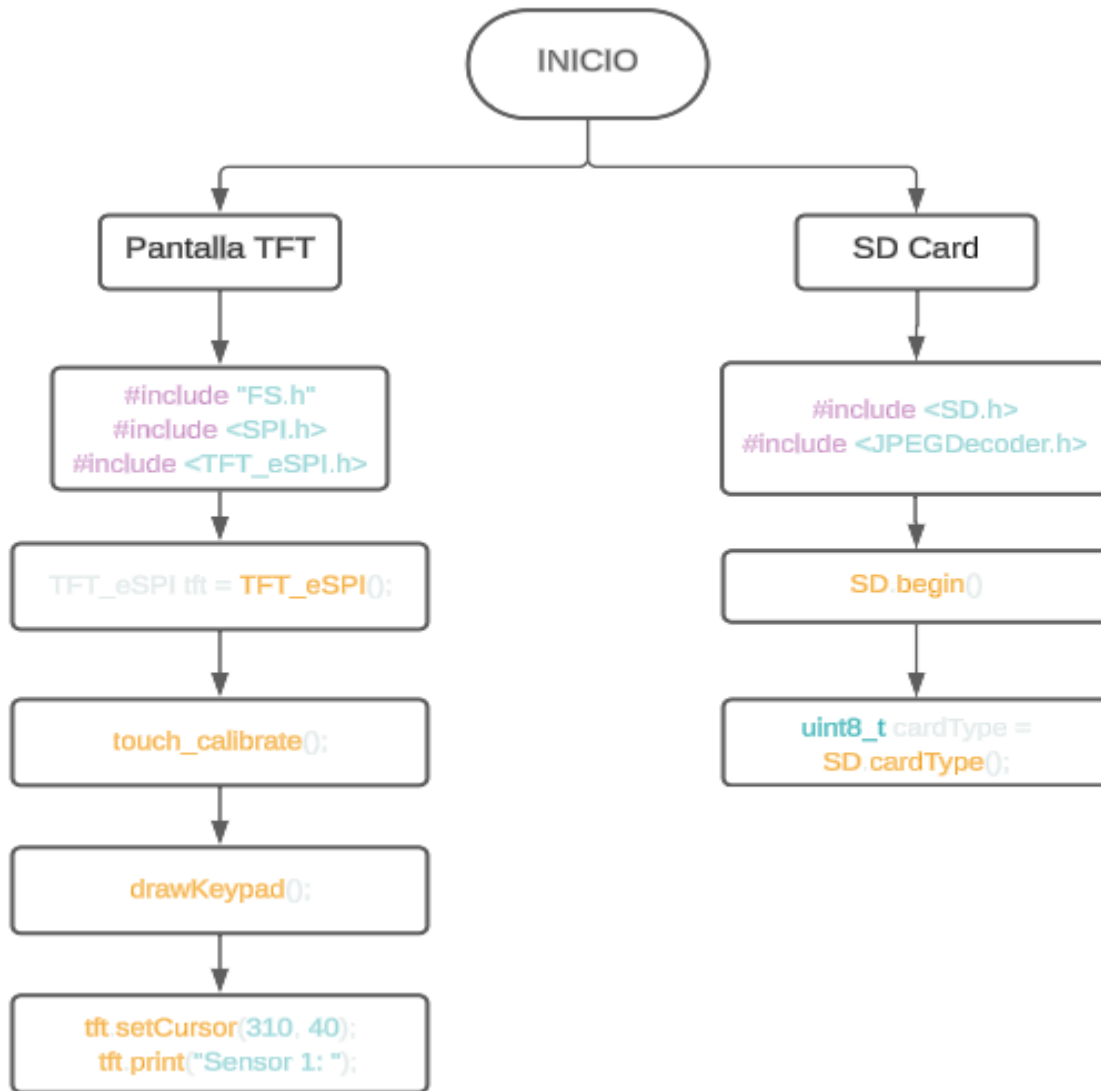 INICIO
Pantalla TFT
#include "FS.h"
#include <SPI.h>
#include <TFT_eSPI.h>
TFT_eSPI tft = TFT_eSPI();
touch_calibrate();
drawKeypad();
tft.setCursor(310, 40);
tft.print("Sensor 1: ");
SD Card
#include <SD.h>
#include <JPEGDecoder.h>
SD.begin()
uint8_t cardType =
SD.cardType();